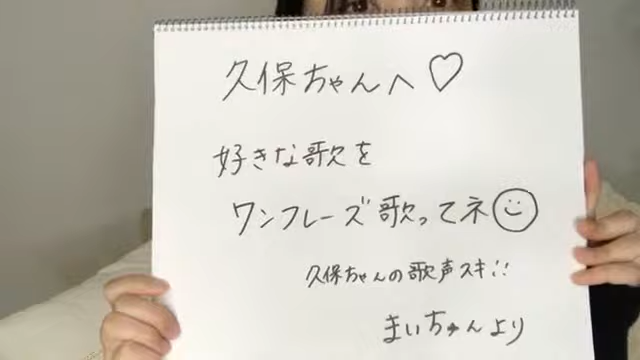 久保ちゃんへ♡
好きな歌を
ワンフレーズ歌ってネ☺
久保ちゃんの歌声スキ!!
まいちゅんより